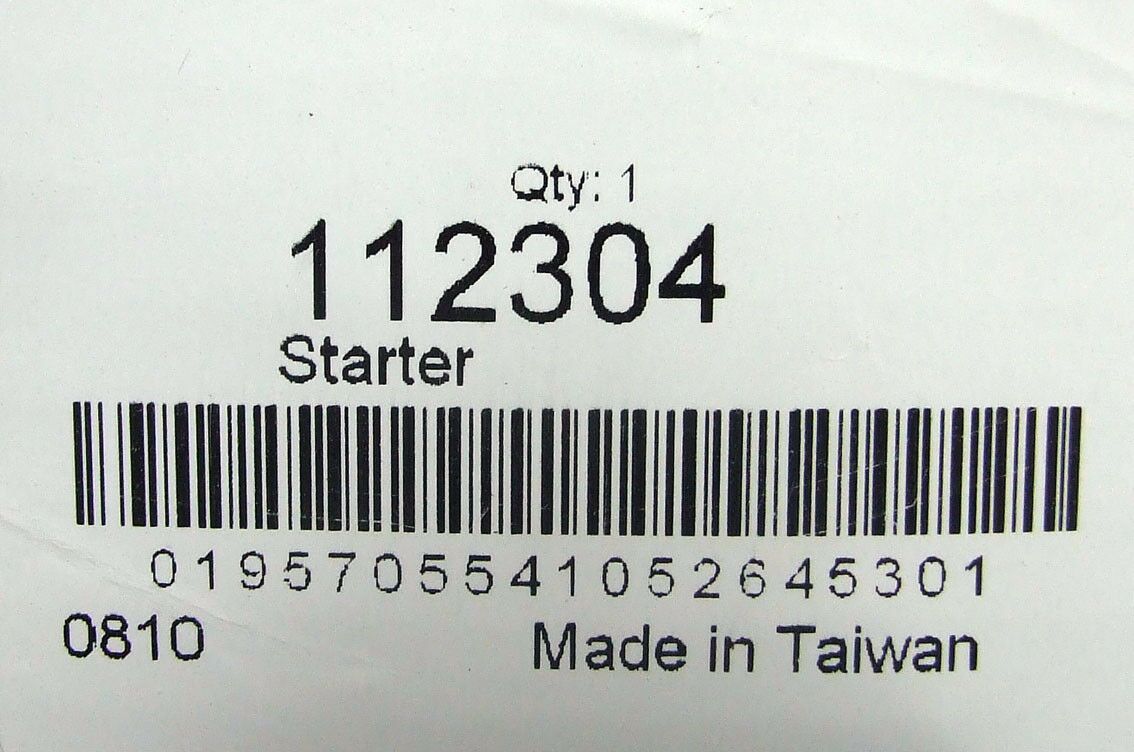 Qty: 1
112304
Starter
0195705541052645301
0810
Made in Taiwan